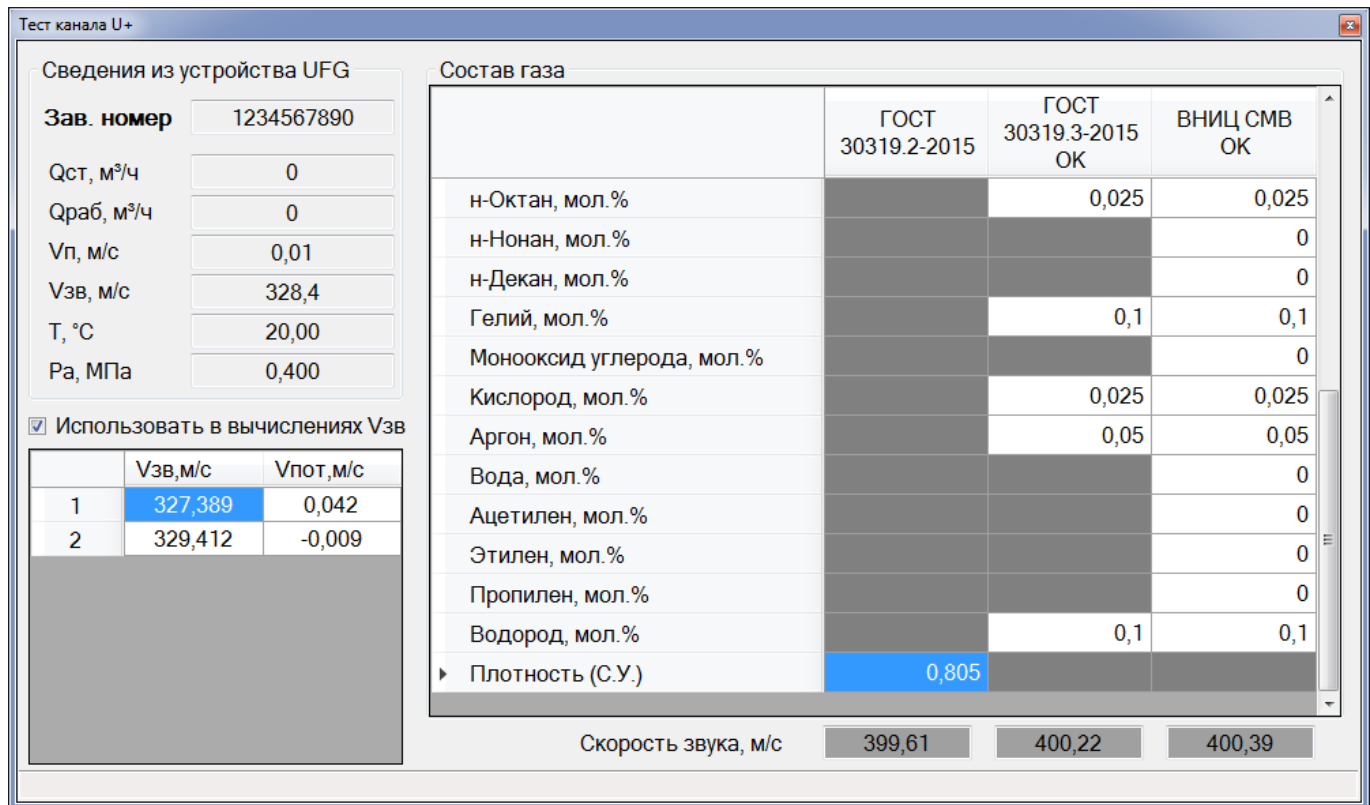 Тест канала U+
Сведения из устройства UFG
Зав. номер 1234567890
Qст, м³/ч 0
Qраб, м³/ч 0
Vп, м/с 0,01
Vзв, м/с 328,4
T, °C 20,00
Pа, МПа 0,400
Использовать в вычислениях Vзв
Vзв,м/с Vпот,м/с
1 327,389 0,042
2 329,412 -0,009
Состав газа
ГОСТ 30319.2-2015 ГОСТ 30319.3-2015 ОК ВНИЦ СМВ ОК
н-Октан, мол.% 0,025 0,025
н-Нонан, мол.% 0
н-Декан, мол.% 0
Гелий, мол.% 0,1 0,1
Монооксид углерода, мол.% 0
Кислород, мол.% 0,025 0,025
Аргон, мол.% 0,05 0,05
Вода, мол.% 0
Ацетилен, мол.% 0
Этилен, мол.% 0
Пропилен, мол.% 0
Водород, мол.% 0,1 0,1
Плотность (С.У.) 0,805
Скорость звука, м/с 399,61 400,22 400,39